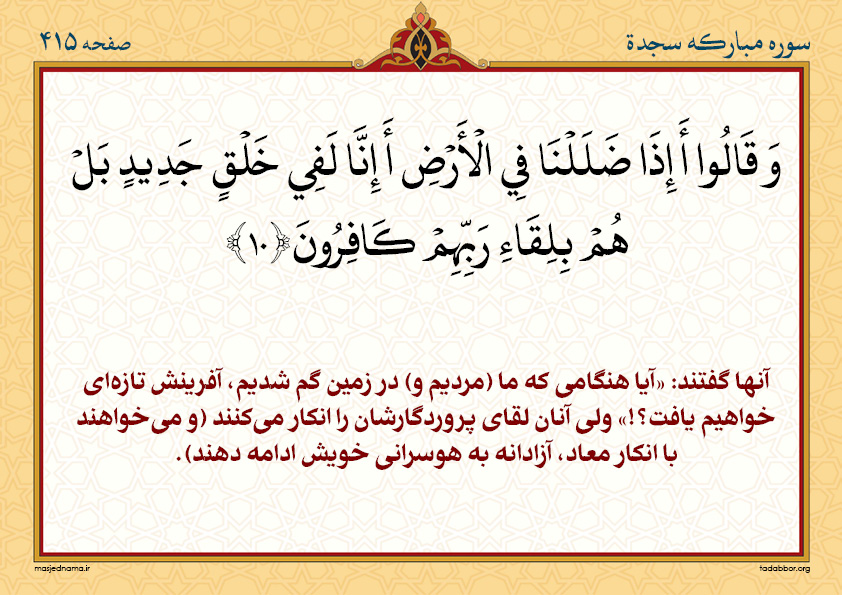 سوره مبارکه سجدة
صفحه ۴۱۵
وَ قَالُوا أَإِذَا ضَلَلْنَا فِي الْأَرْضِ أَإِنَّا لَفِي خَلْقٍ جَدِيدٍ بَلْ
هُمْ بِلِقَاءِ رَبِّهِمْ كَافِرُونَ ﴿١٠﴾
آنها گفتند: «آیا هنگامی که ما (مردیم و) در زمین گم شدیم، آفرینش تازه‌ای
خواهیم یافت؟!» ولی آنان لقای پروردگارشان را انکار می‌کنند (و می‌خواهند
با انکار معاد، آزادانه به هوسرانی خویش ادامه دهند).
masjednama.ir
tadabbor.org